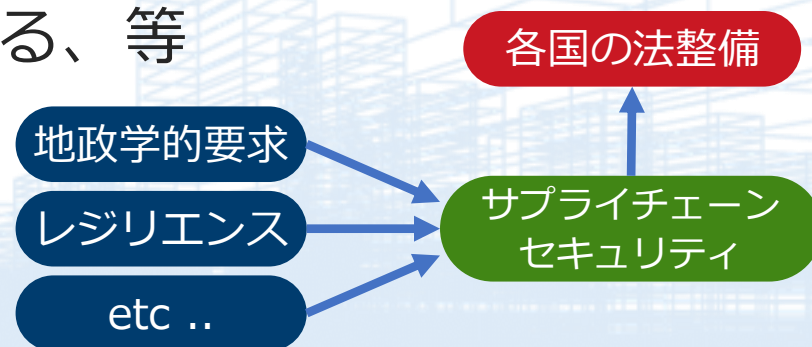 る、等
各国の法整備
地政学的要求
レジリエンス
サプライチェーン
セキュリティ
etc ..